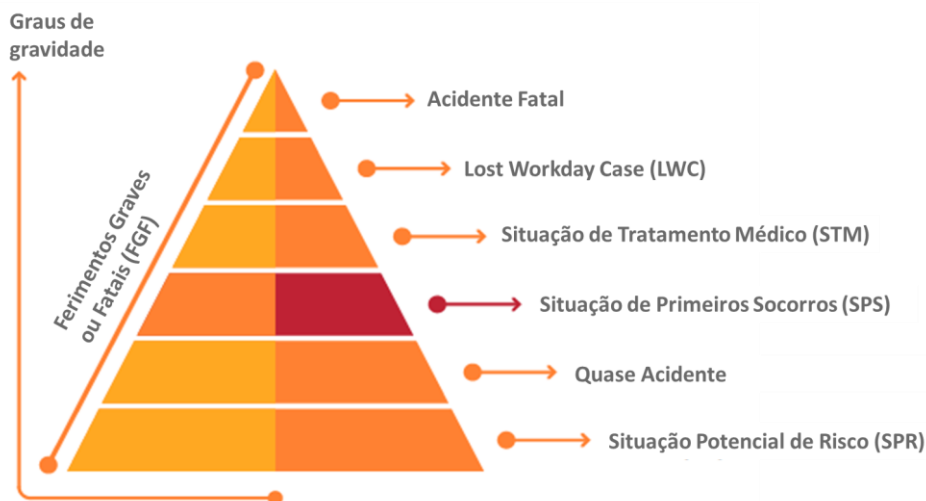 Graus de
gravidade
Acidente Fatal
Lost Workday Case (LWC)
Ferimentos Graves
ou Fatais (FGF)
Situação de Tratamento Médico (STM)
Situação de Primeiros Socorros (SPS)
Quase Acidente
Situação Potencial de Risco (SPR)